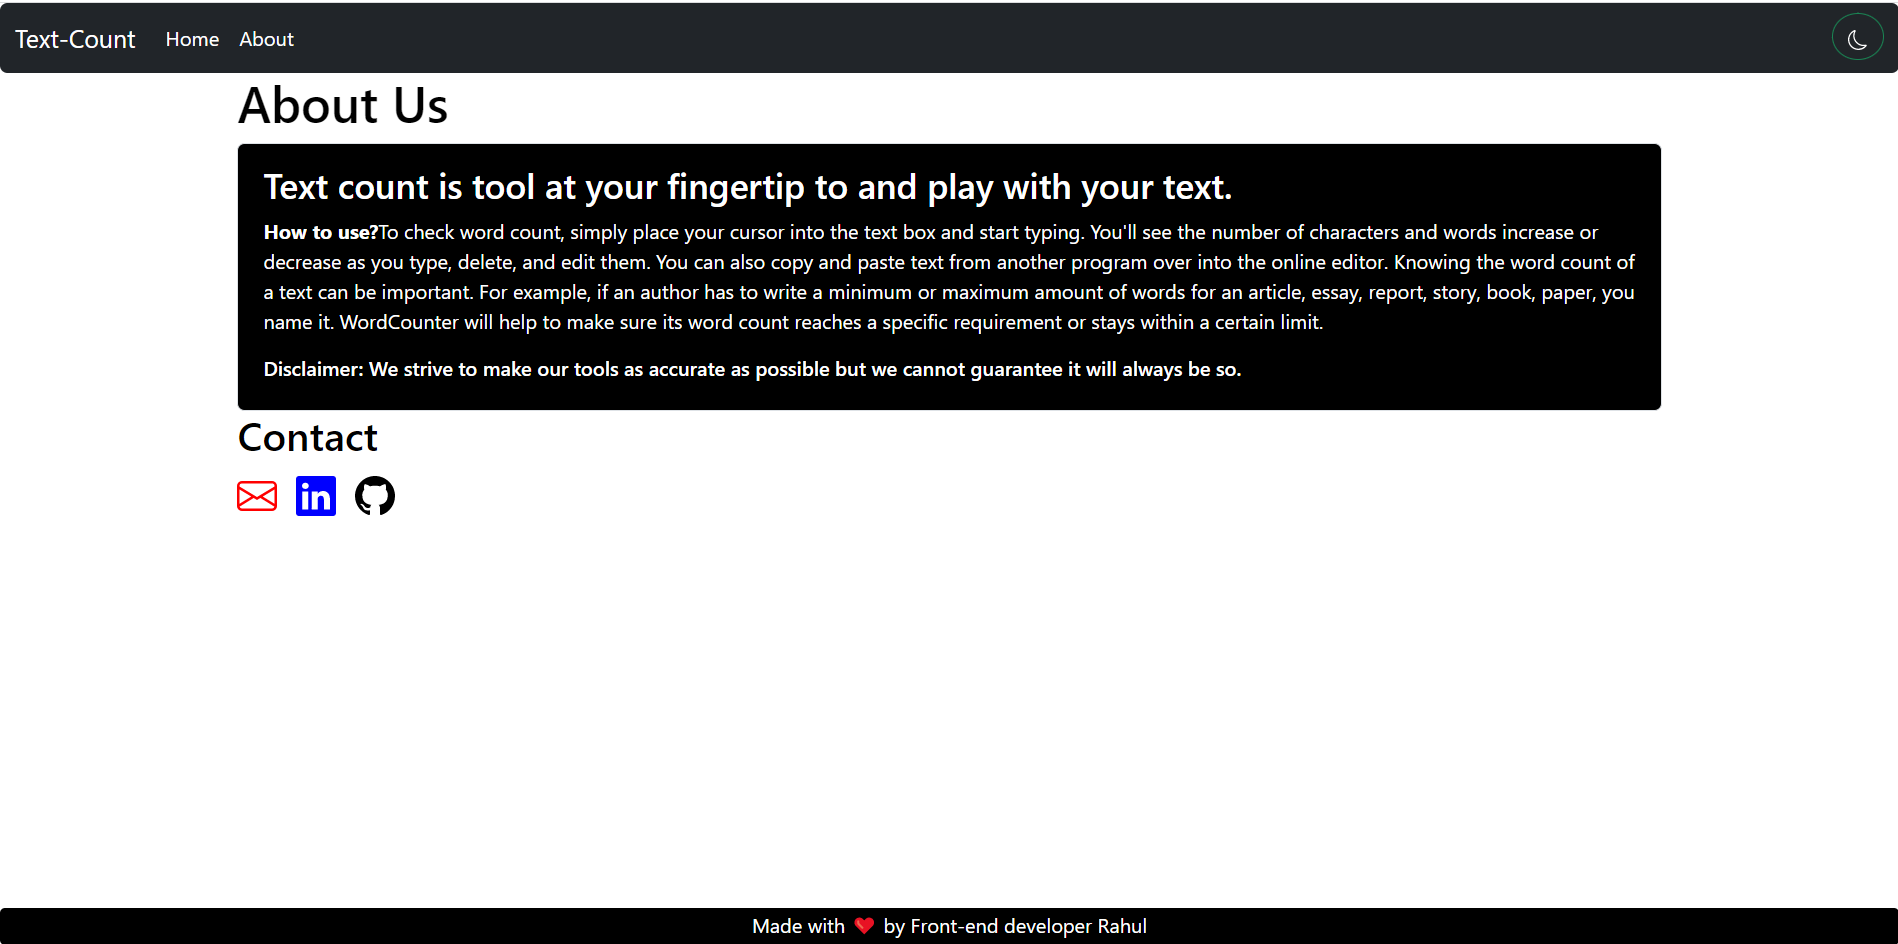 Text-Count Home About
About Us
Text count is tool at your fingertip to and play with your text.
How to use?To check word count, simply place your cursor into the text box and start typing. You'll see the number of characters and words increase or
decrease as you type, delete, and edit them. You can also copy and paste text from another program over into the online editor. Knowing the word count of
a text can be important. For example, if an author has to write a minimum or maximum amount of words for an article, essay, report, story, book, paper, you
name it. WordCounter will help to make sure its word count reaches a specific requirement or stays within a certain limit.
Disclaimer: We strive to make our tools as accurate as possible but we cannot guarantee it will always be so.
Contact
in
Made with ❤️ by Front-end developer Rahul